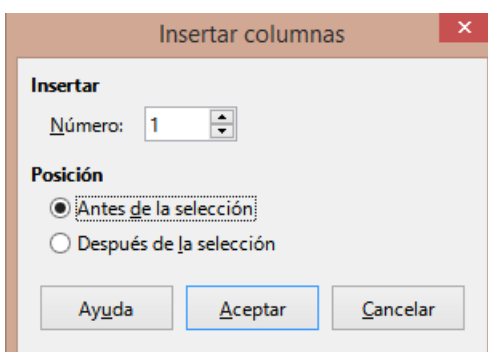 Insertar columnas
Insertar
Número: 1
Posición
Antes de la selección
Después de la selección
Ayuda Aceptar Cancelar